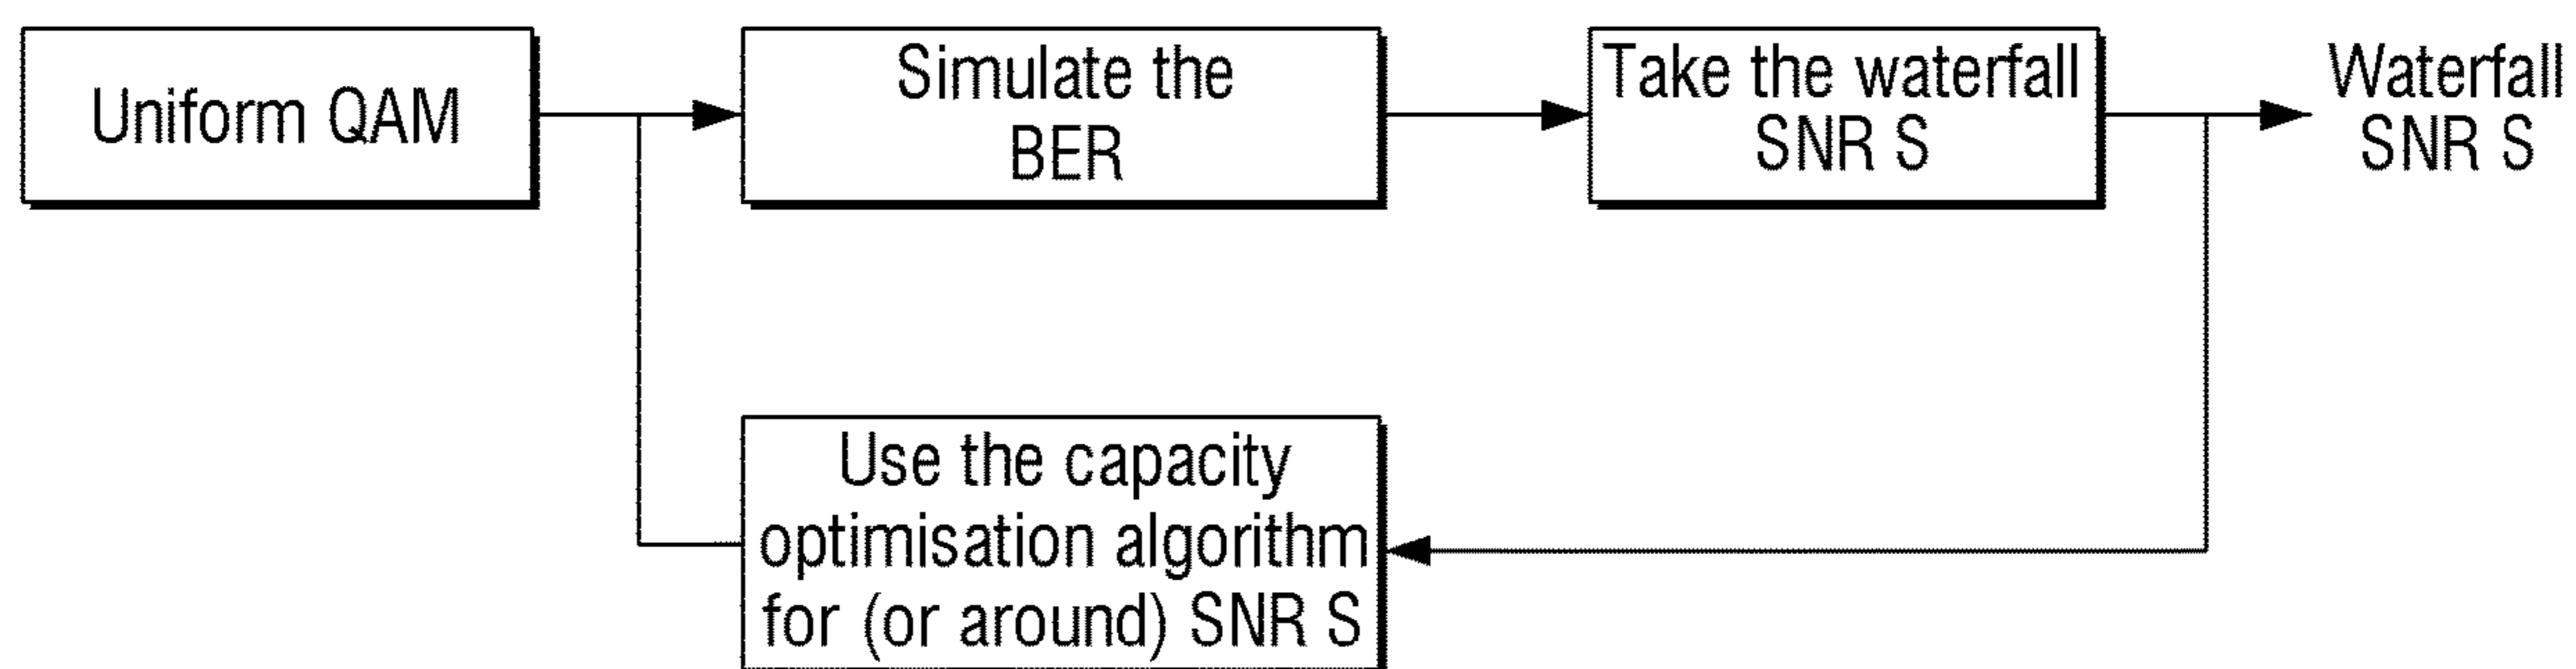 Uniform QAM
Simulate the
BER
Take the waterfall
SNR S
Waterfall
SNR S
Use the capacity
optimisation algorithm
for (or around) SNR S